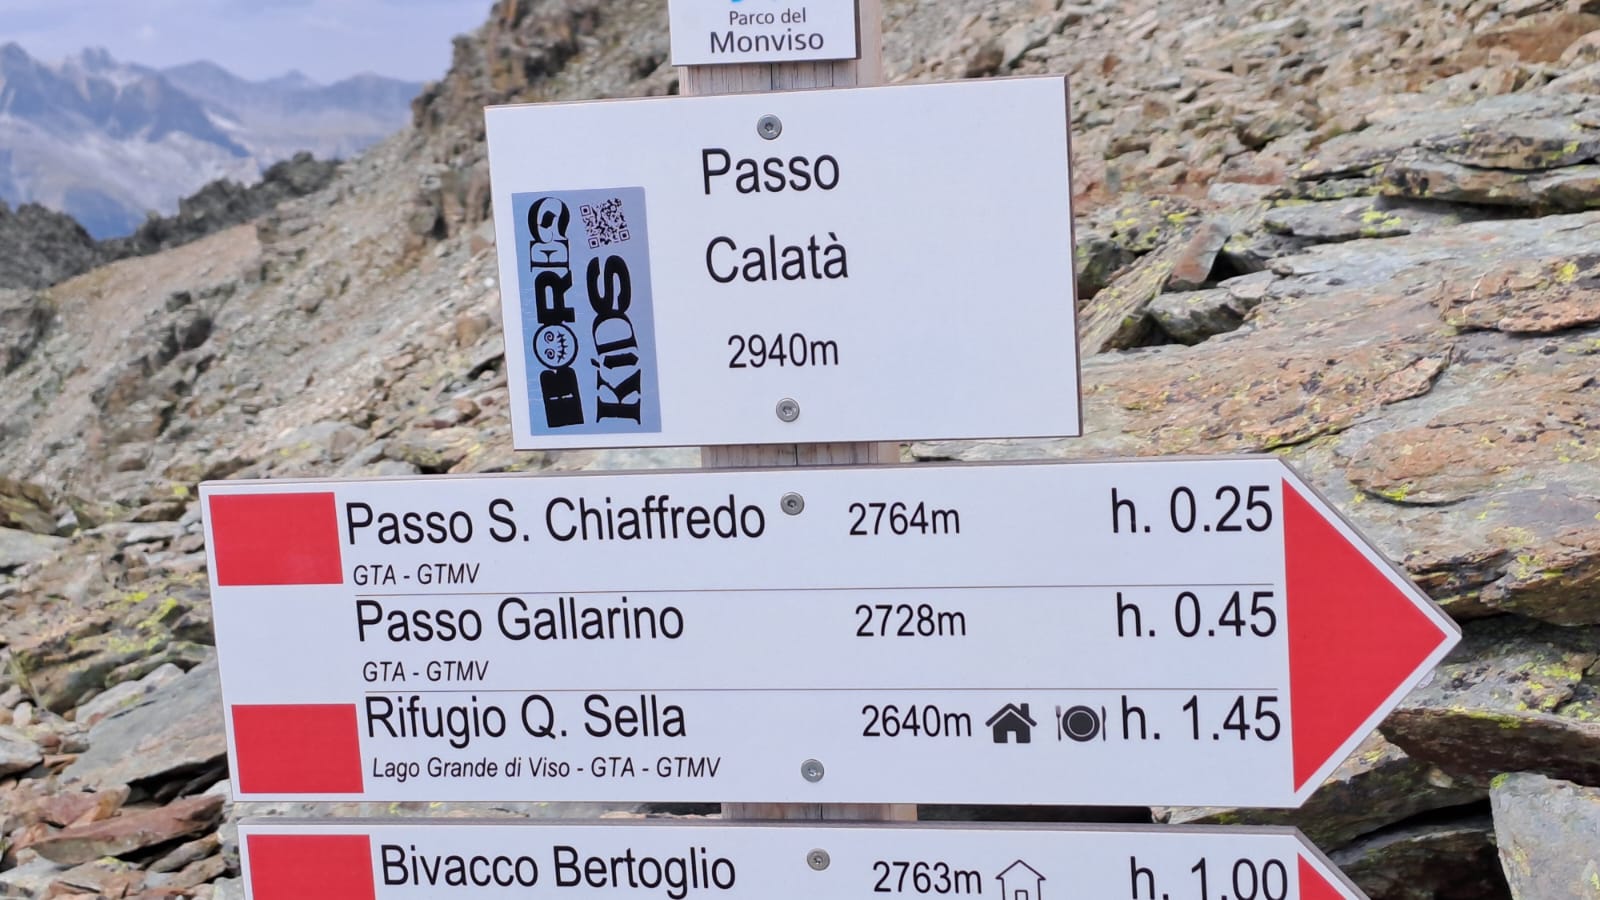 Parco del
Monviso
Passo
Calatà
2940m
BORED
KiDS
Passo S. Chiaffredo 2764m h. 0.25
GTA - GTMV
Passo Gallarino 2728m h. 0.45
GTA - GTMV
Rifugio Q. Sella 2640m h. 1.45
Lago Grande di Viso - GTA - GTMV
Bivacco Bertoglio 2763m h. 1.00